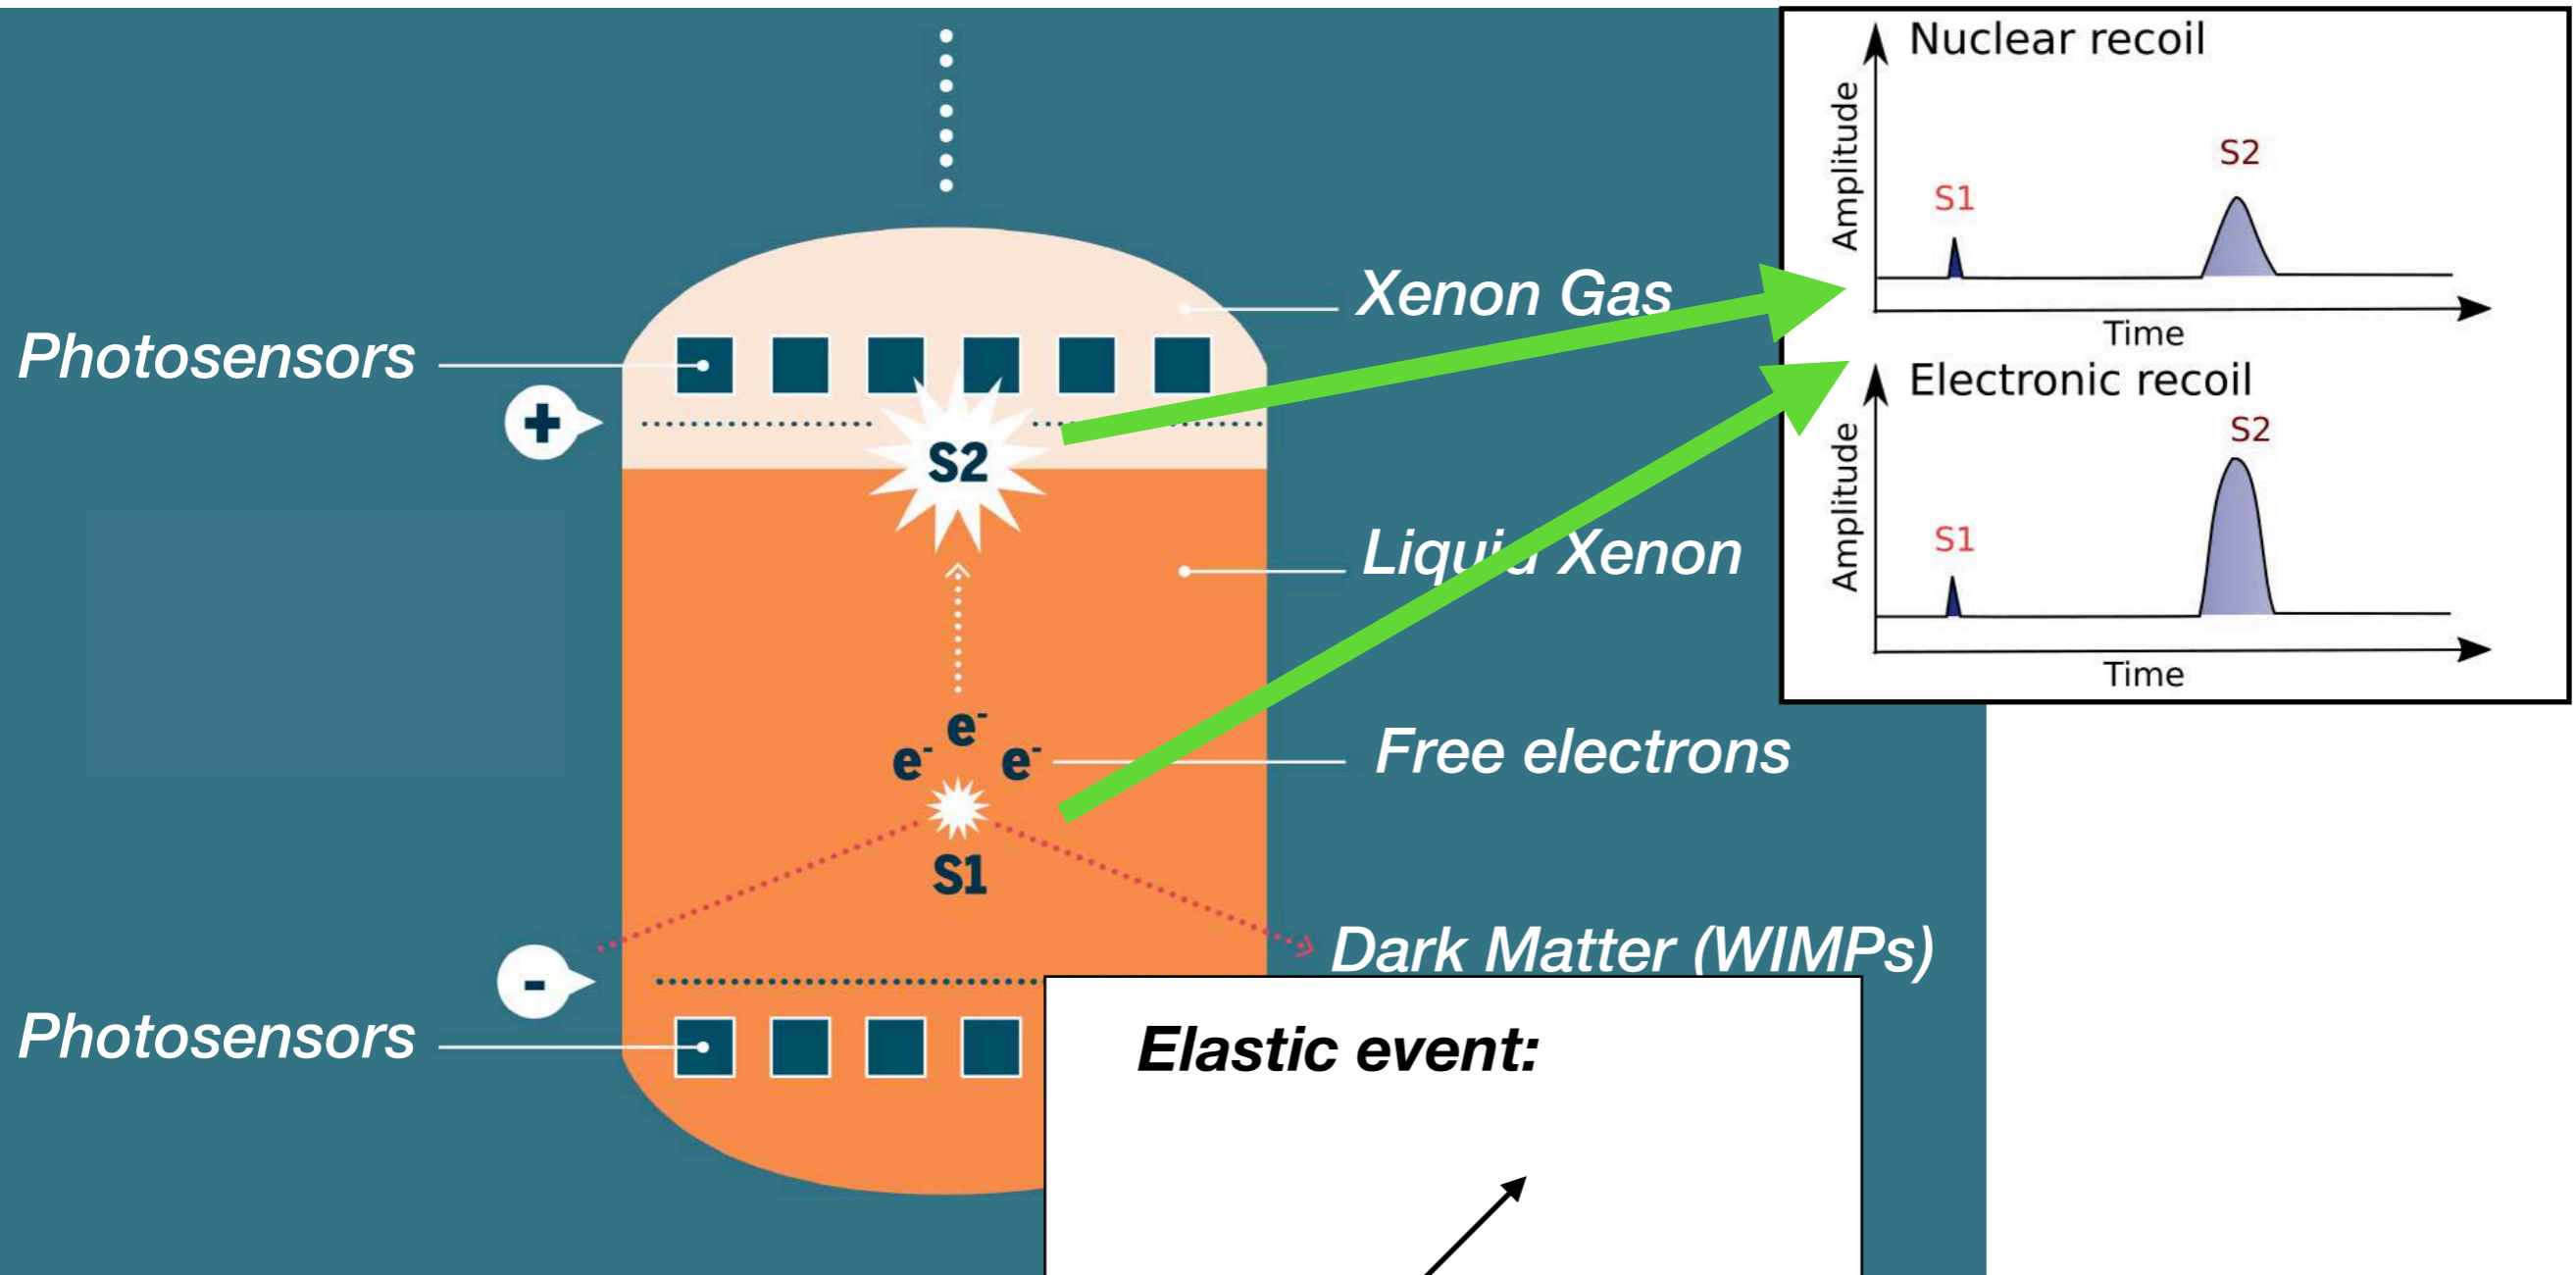 Nuclear recoil
Amplitude
S1
S2
Time
Electronic recoil
Amplitude
S1
S2
Time
Xenon Gas
Photosensors
+
S2
Liquid Xenon
e- e- e-
Free electrons
S1
Dark Matter (WIMPs)
-
Photosensors
Elastic event: